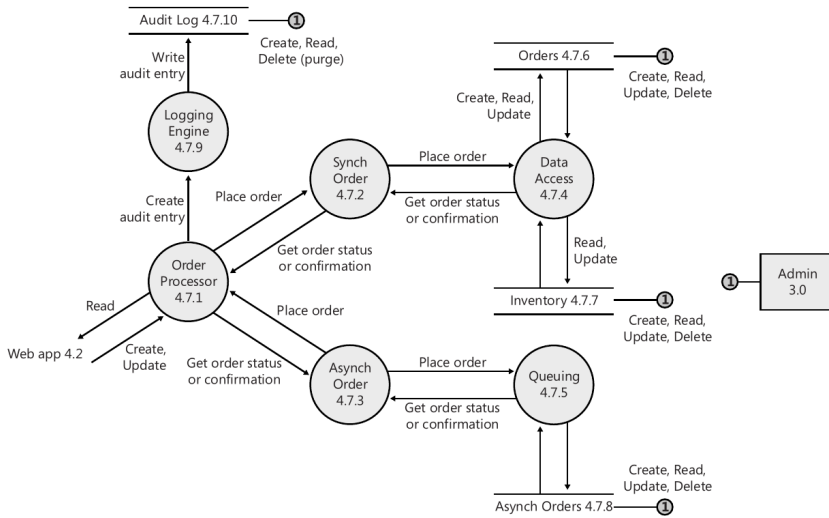 Audit Log 4.7.10
1
Create, Read,
Delete (purge)
Write
audit entry
Logging
Engine
4.7.9
Create
audit entry
Orders 4.7.6
1
Create, Read,
Update, Delete
Create, Read,
Update
Synch
Order
4.7.2
Place order
Data
Access
4.7.4
Get order status
or confirmation
Place order
Get order status
or confirmation
Read,
Update
Order
Processor
4.7.1
Admin
3.0
1
Inventory 4.7.7
1
Create, Read,
Update, Delete
Read
Place order
Web app 4.2
Create,
Update
Get order status
or confirmation
Asynch
Order
4.7.3
Place order
Queuing
4.7.5
Get order status
or confirmation
Create, Read,
Update, Delete
Asynch Orders 4.7.8
1